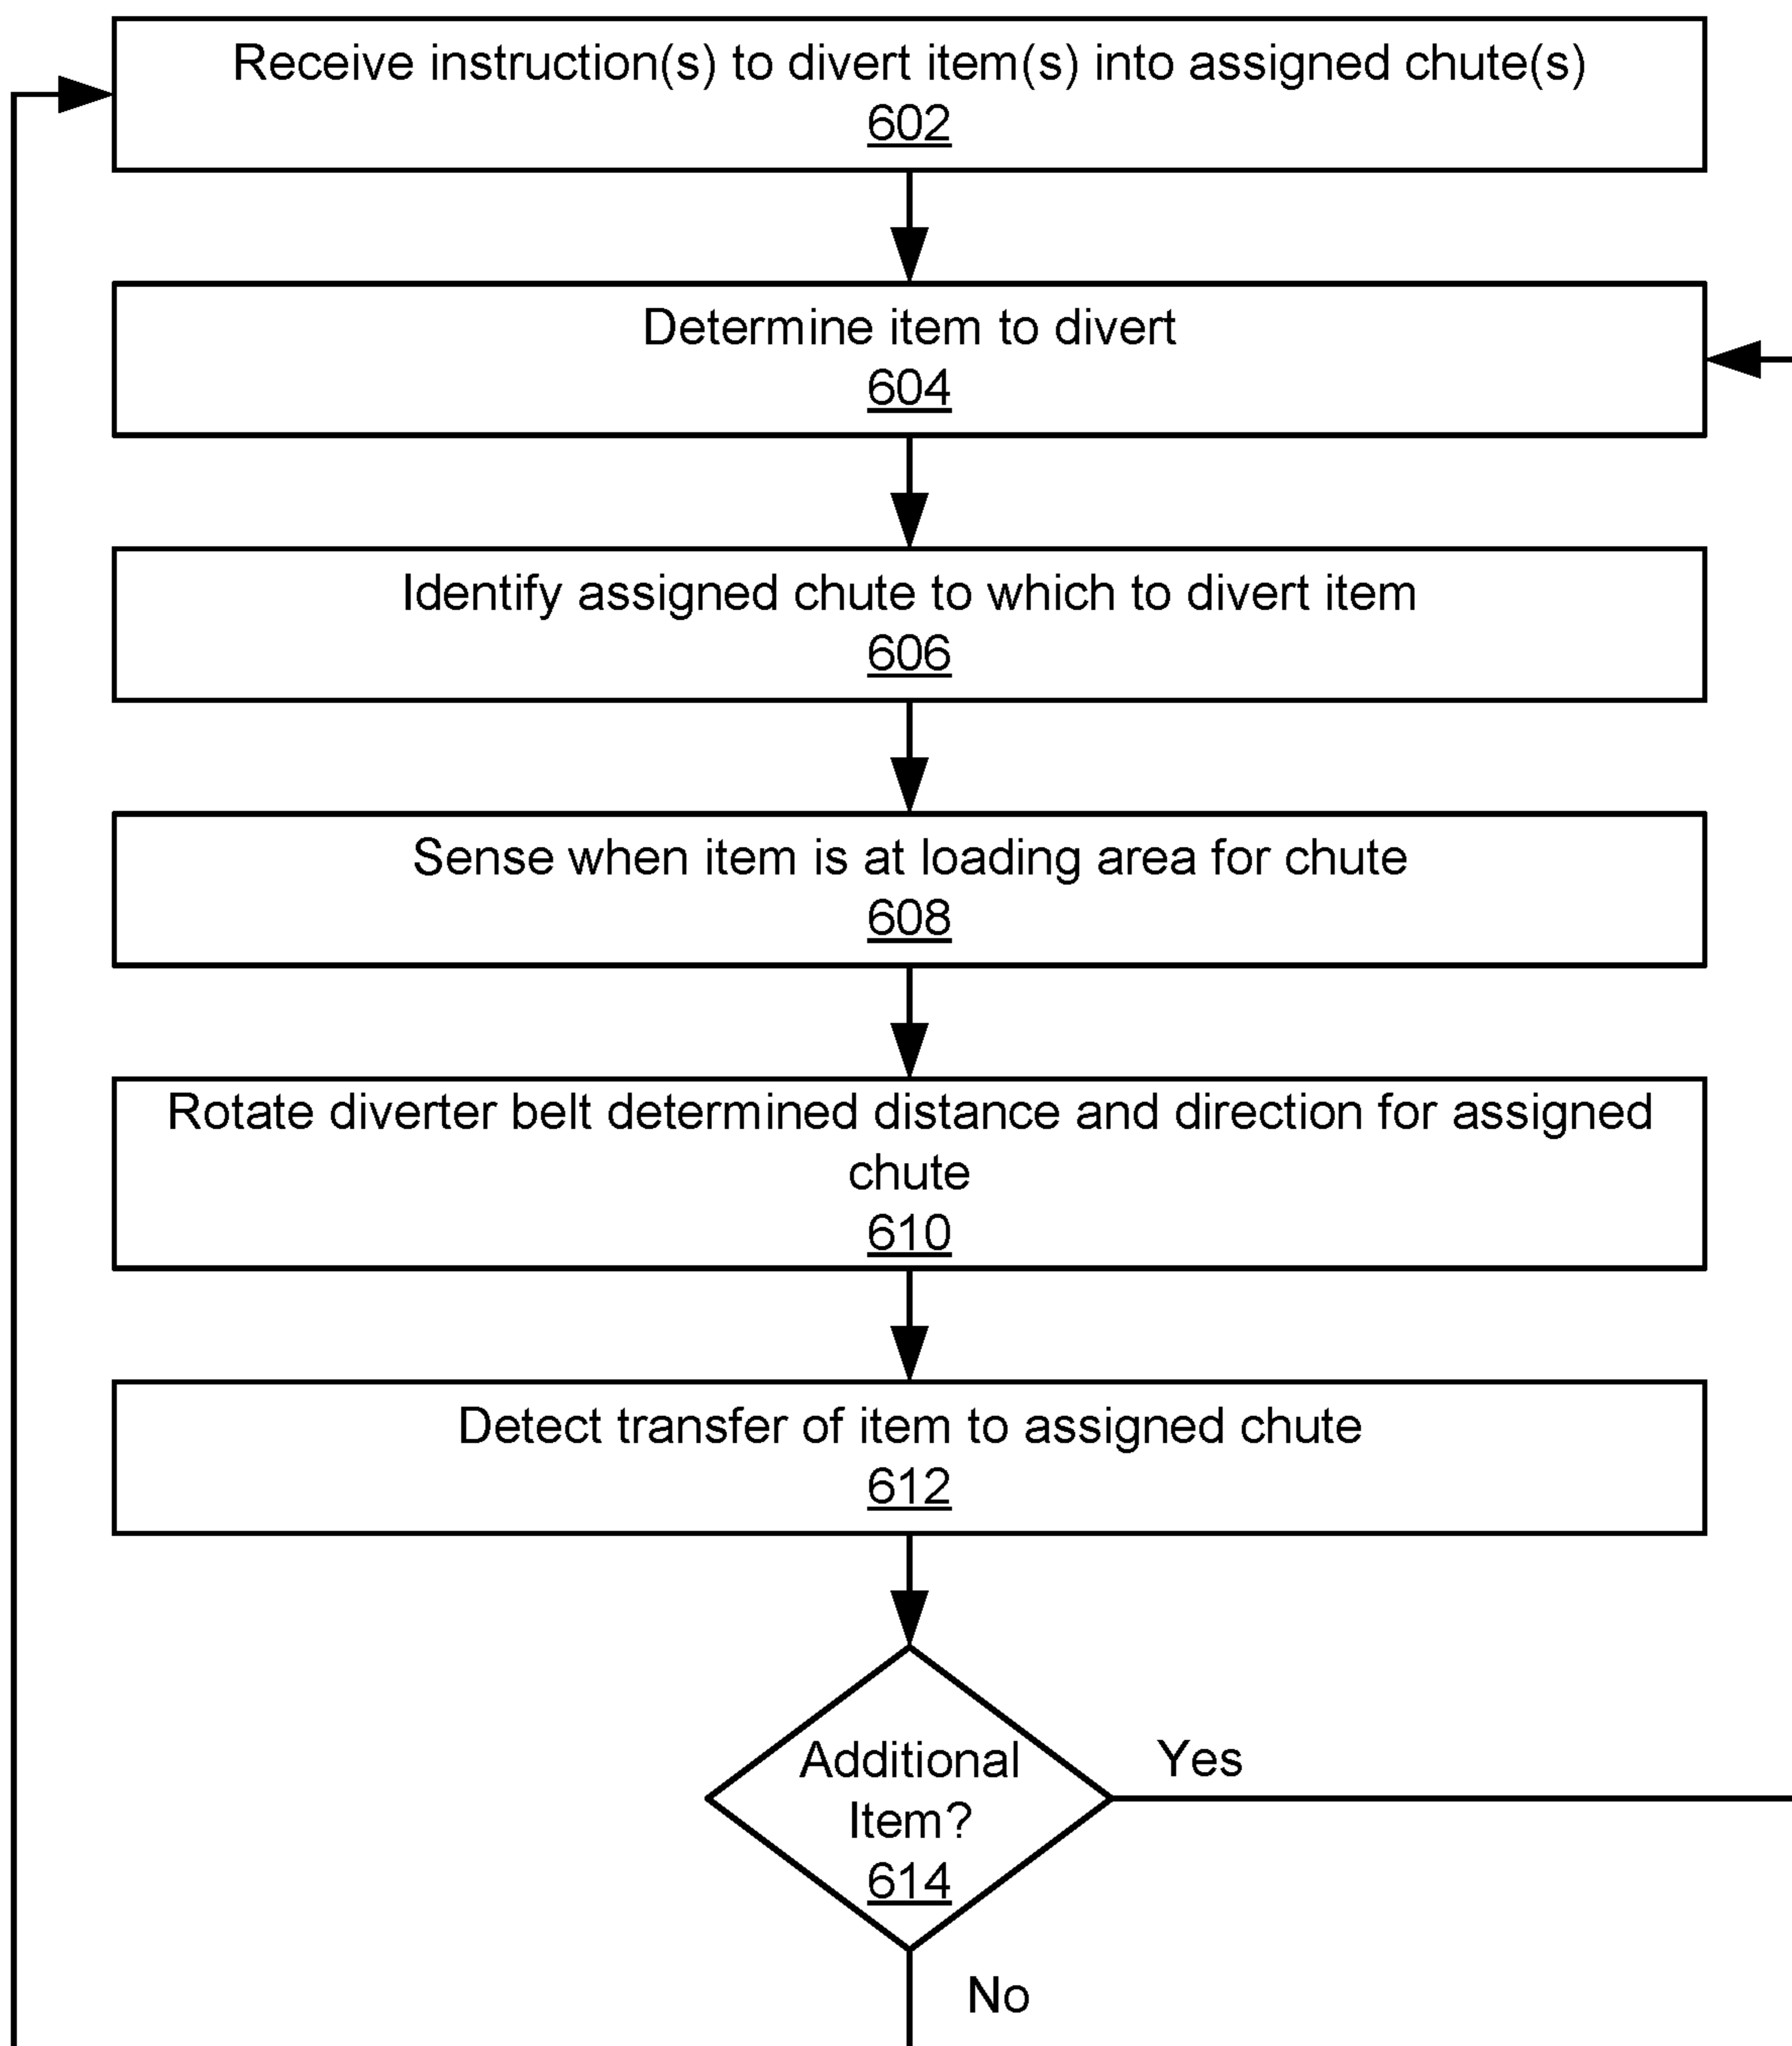 Receive instruction(s) to divert item(s) into assigned chute(s)
602
Determine item to divert
604
Identify assigned chute to which to divert item
606
Sense when item is at loading area for chute
608
Rotate diverter belt determined distance and direction for assigned
chute
610
Detect transfer of item to assigned chute
612
Additional
Item?
614
Yes
No